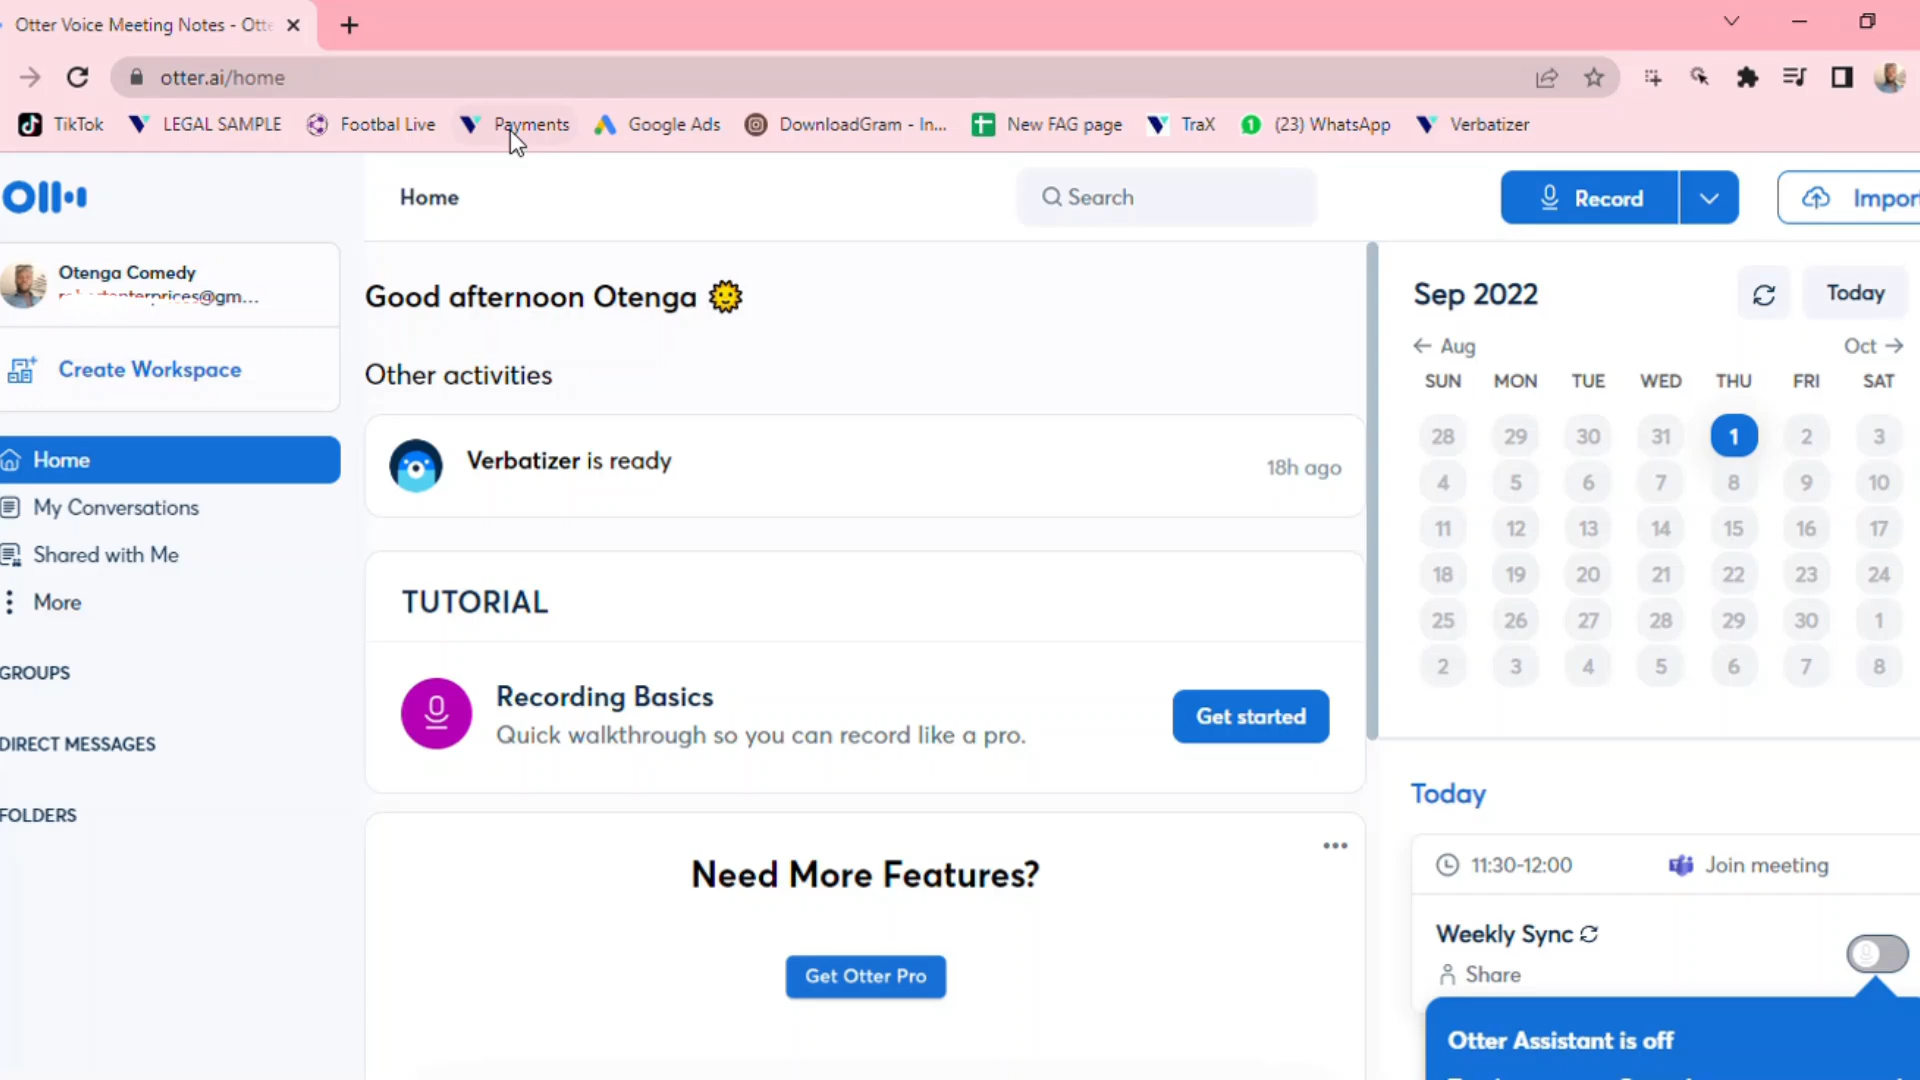 Otter Voice Meeting Notes - Otte
otter.ai/home
TikTok LEGAL SAMPLE Footbal Live Payments Google Ads DownloadGram - In... New FAG page TraX (23) WhatsApp Verbatizer
Home
Search
Record
Impor
Otenga Comedy
@gm...
Create Workspace
Home
My Conversations
Shared with Me
More
GROUPS
DIRECT MESSAGES
FOLDERS
Good afternoon Otenga
Other activities
Verbatizer is ready
18h ago
TUTORIAL
Recording Basics
Quick walkthrough so you can record like a pro.
Get started
Need More Features?
Get Otter Pro
Sep 2022
Today
← Aug
Oct →
SUN MON TUE WED THU FRI SAT
28 29 30 31 1 2 3
4 5 6 7 8 9 10
11 12 13 14 15 16 17
18 19 20 21 22 23 24
25 26 27 28 29 30 1
2 3 4 5 6 7 8
Today
11:30-12:00
Join meeting
Weekly Sync
Share
Otter Assistant is off